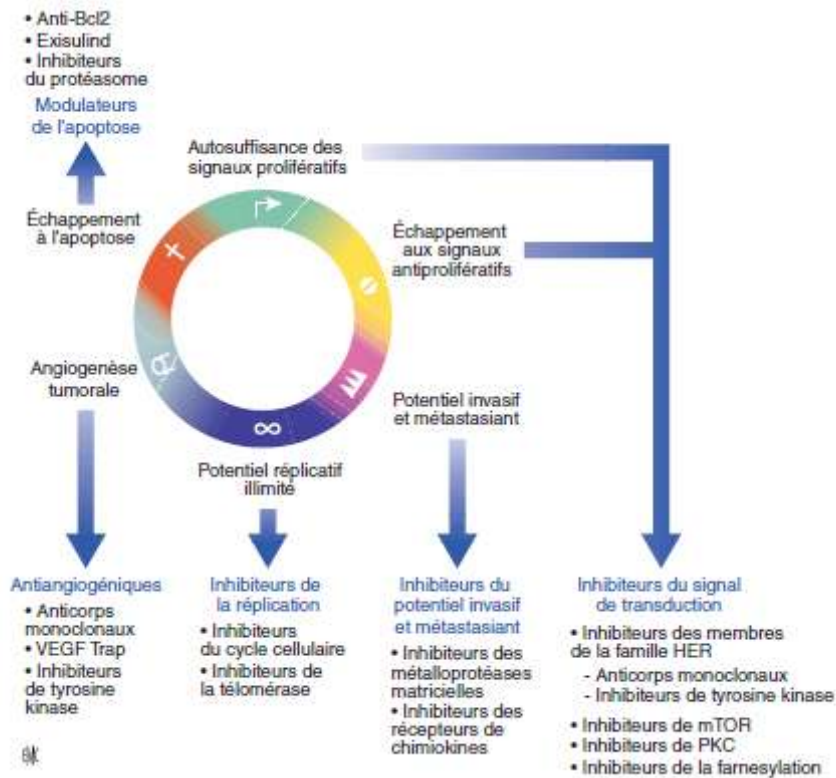 • Anti-Bcl2
• Exisulind
• Inhibiteurs
du protéasome
Modulateurs
de l'apoptose
Autosuffisance des
signaux prolifératifs
Échappement
à l'apoptose
Échappement
aux signaux
antiprolifératifs
Angiogenèse
tumorale
Potentiel invasif
et métastasiant
∞
Potentiel réplicatif
illimité
Antiangiogéniques
• Anticorps
monoclonaux
• VEGF Trap
• Inhibiteurs
de tyrosine
kinase
Inhibiteurs de
la réplication
• Inhibiteurs
du cycle cellulaire
• Inhibiteurs de
la télomérase
Inhibiteurs du
potentiel invasif
et métastasiant
• Inhibiteurs des
métalloprotéases
matricielles
• Inhibiteurs des
récepteurs de
chimiokines
Inhibiteurs du signal
de transduction
• Inhibiteurs des membres
de la famille HER
- Anticorps monoclonaux
- Inhibiteurs de tyrosine kinase
• Inhibiteurs de mTOR
• Inhibiteurs de PKC
• Inhibiteurs de la farnesylation